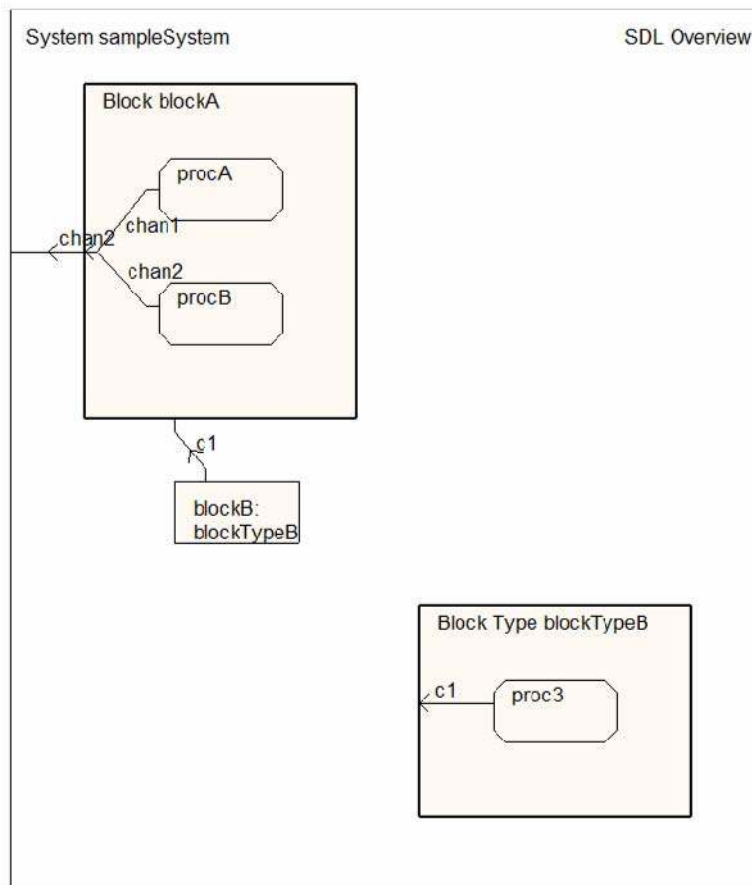 System sampleSystem
SDL Overview
Block blockA
procA
chan1
chan2
chan2
procB
c1
blockB:
blockTypeB
Block Type blockTypeB
c1
proc3